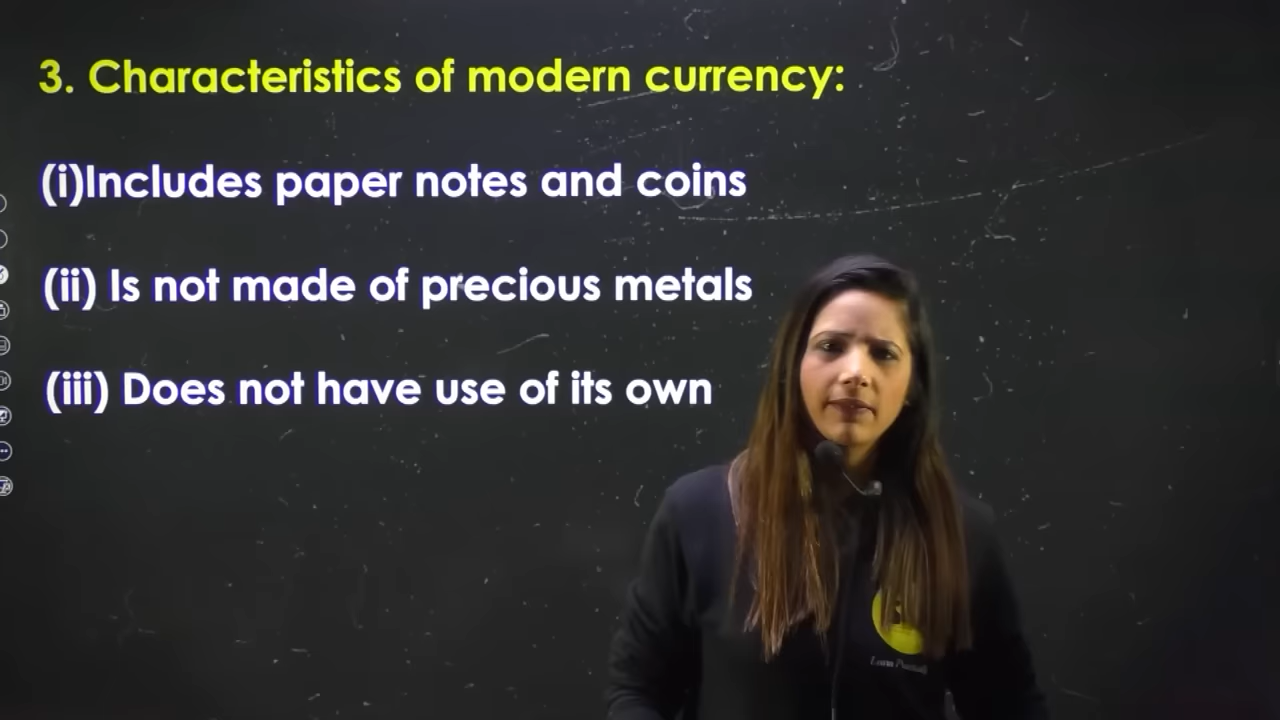 3. Characteristics of modern currency:
(i)Includes paper notes and coins
(ii) Is not made of precious metals
(iii) Does not have use of its own